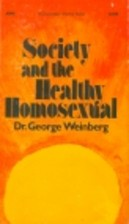 Society
and the
Healthy
Homosexual
Dr. George Weinberg